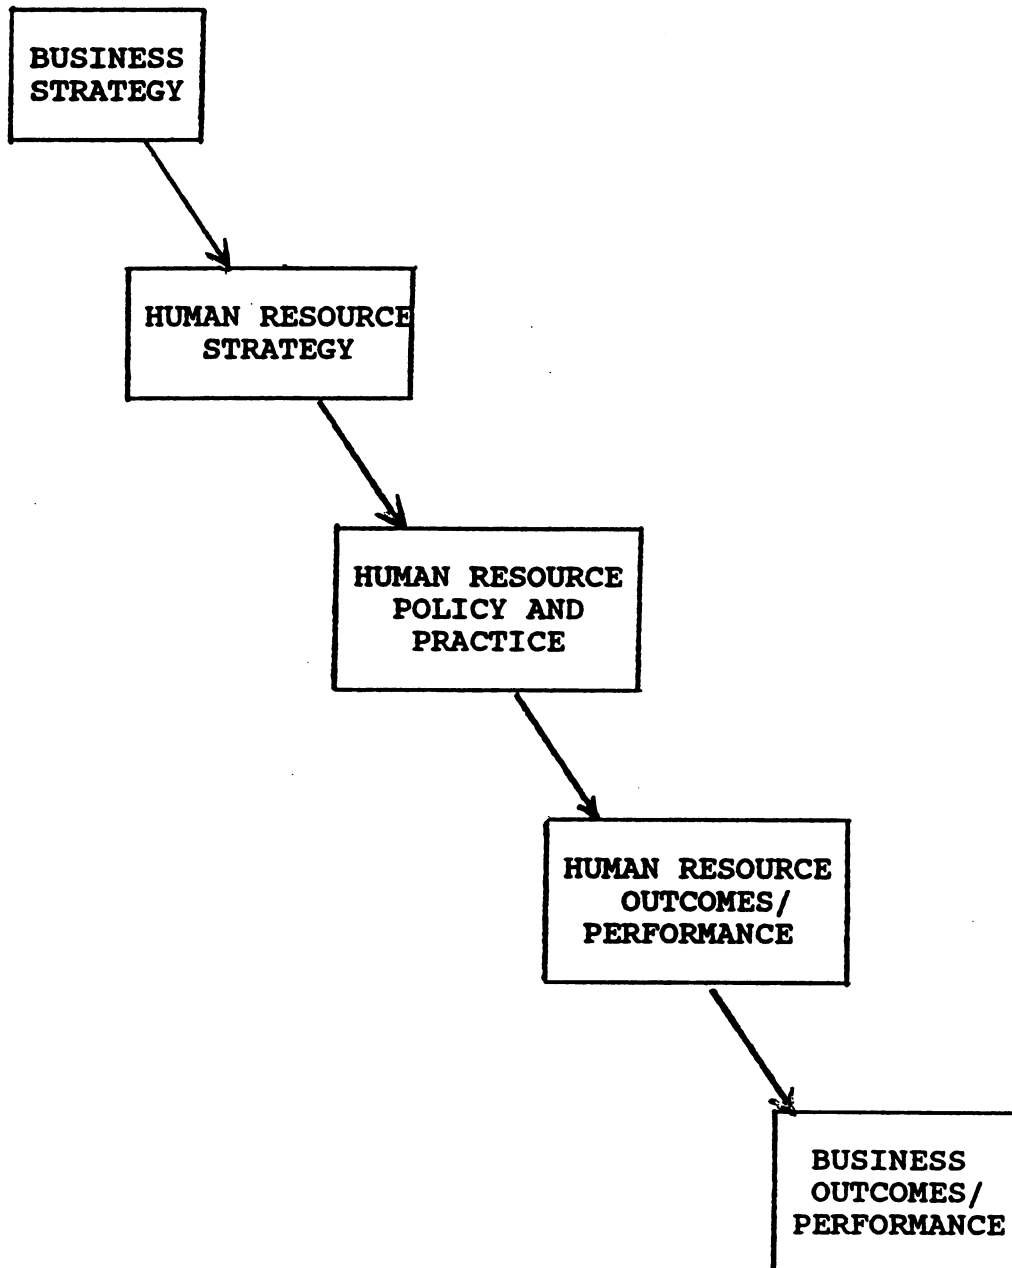 BUSINESS
STRATEGY
HUMAN RESOURCE
STRATEGY
HUMAN RESOURCE
POLICY AND
PRACTICE
HUMAN RESOURCE
OUTCOMES/
PERFORMANCE
BUSINESS
OUTCOMES/
PERFORMANCE